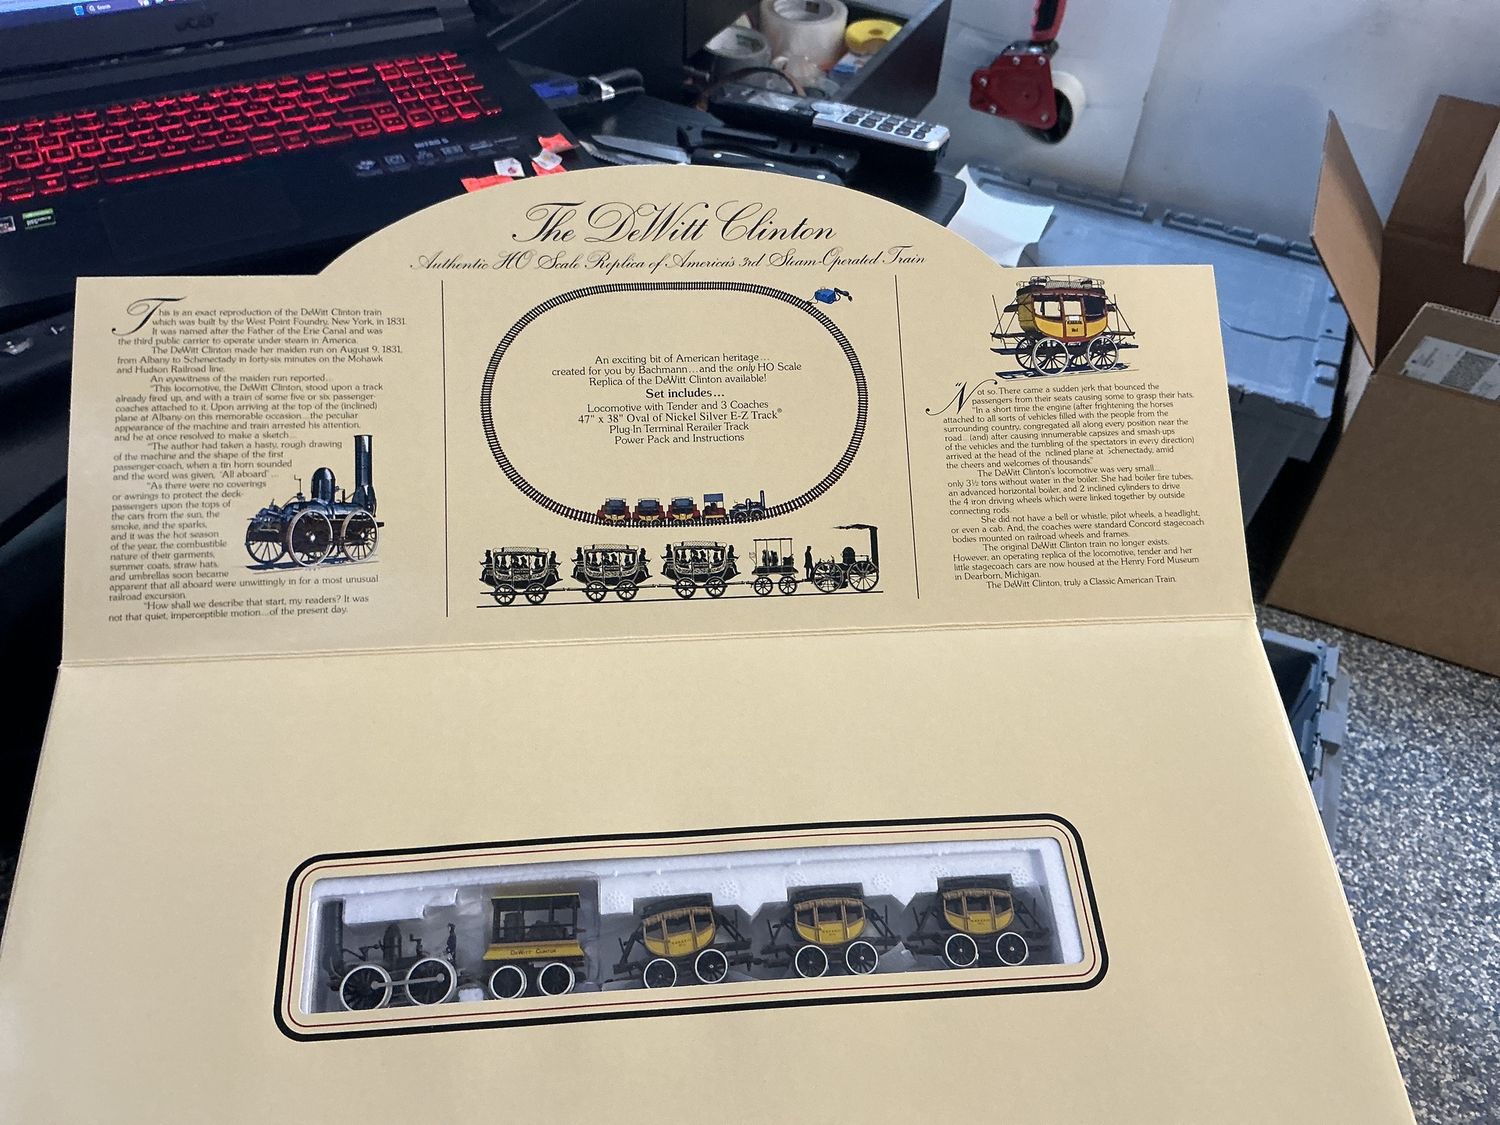 acer
Search
NITRO 5
The DeWitt Clinton
Authentic HO Scale Replica of America's 3rd Steam-Operated Train
This is an exact reproduction of the DeWitt Clinton train
which was built by the West Point Foundry, New York, in 1831.
It was named after the Father of the Erie Canal and was
the third public carrier to operate under steam in America.
The DeWitt Clinton made her maiden run on August 9, 1831,
from Albany to Schenectady in forty-six minutes on the Mohawk
and Hudson Railroad line.
An eyewitness of the maiden run reported...
"This locomotive, the DeWitt Clinton, stood upon a track
already fired up, and with a train of some five or six passenger-
coaches attached to it. Upon arriving at the top of the (inclined)
plane at Albany on this memorable occasion...the peculiar
appearance of the machine and train arrested his attention,
and he at once resolved to make a sketch...
"The author had taken a hasty, rough drawing
of the machine and the shape of the first
passenger-coach, when a tin horn sounded
and the word was given, 'All aboard'...
"As there were no coverings
or awnings to protect the deck-
passengers upon the tops of
the cars from the sun, the
smoke, and the sparks,
and it was the hot season
of the year, the combustible
nature of their garments,
summer coats, straw hats,
and umbrellas soon became
apparent that all aboard were unwittingly in for a most unusual
railroad excursion.
"How shall we describe that start, my readers? It was
not that quiet, imperceptible motion...of the present day.
An exciting bit of American heritage...
created for you by Bachmann...and the only HO Scale
Replica of the DeWitt Clinton available!
Set includes...
Locomotive with Tender and 3 Coaches
47" x 38" Oval of Nickel Silver E-Z Track®
Plug-In Terminal Rerailer Track
Power Pack and Instructions
"Not so. There came a sudden jerk that bounced the
passengers from their seats causing some to grasp their hats.
"In a short time the engine (after frightening the horses
attached to all sorts of vehicles filled with the people from the
surrounding country, congregated all along every position near the
road... (and) after causing innumerable capsizes and smash-ups
of the vehicles and the tumbling of the spectators in every direction)
arrived at the head of the inclined plane at Schenectady, amid
the cheers and welcomes of thousands."
The DeWitt Clinton's locomotive was very small...
only 3½ tons without water in the boiler. She had boiler fire tubes,
an advanced horizontal boiler, and 2 inclined cylinders to drive
the 4 iron driving wheels which were linked together by outside
connecting rods.
She did not have a bell or whistle, pilot wheels, a headlight,
or even a cab. And, the coaches were standard Concord stagecoach
bodies mounted on railroad wheels and frames.
The original DeWitt Clinton train no longer exists.
However, an operating replica of the locomotive, tender and her
little stagecoach cars are now housed at the Henry Ford Museum
in Dearborn, Michigan.
The DeWitt Clinton, truly a Classic American Train.
DeWitt Clinton